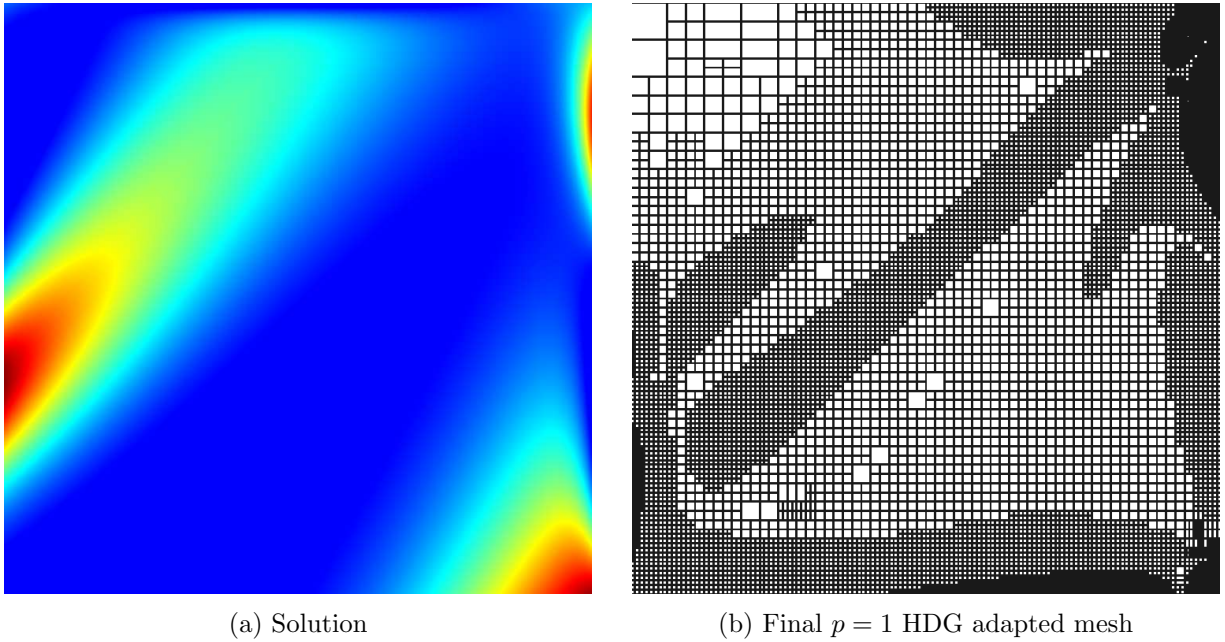 (a) Solution
(b) Final p = 1 HDG adapted mesh